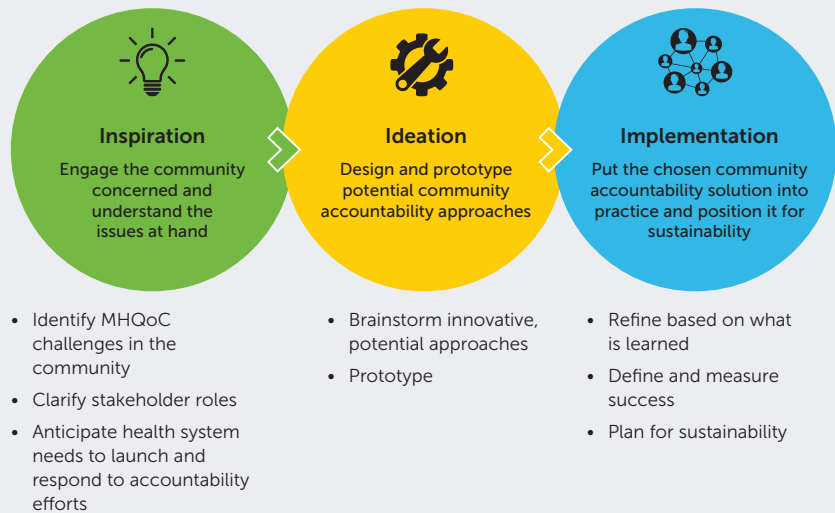 Inspiration
Engage the community
concerned and
understand the
issues at hand
• Identify MHQoC
challenges in the
community
• Clarify stakeholder roles
• Anticipate health system
needs to launch and
respond to accountability
efforts
Ideation
Design and prototype
potential community
accountability approaches
• Brainstorm innovative,
potential approaches
• Prototype
Implementation
Put the chosen community
accountability solution into
practice and position it for
sustainability
• Refine based on what
is learned
• Define and measure
success
• Plan for sustainability